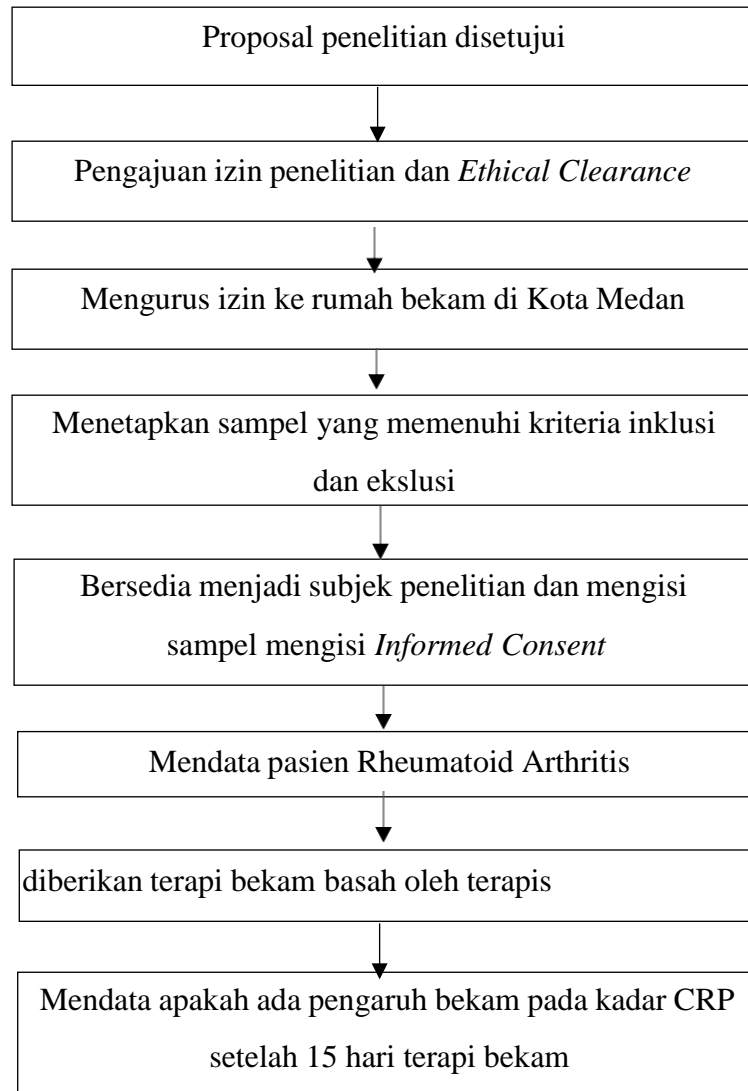 Proposal penelitian disetujui
Pengajuan izin penelitian dan Ethical Clearance
Mengurus izin ke rumah bekam di Kota Medan
Menetapkan sampel yang memenuhi kriteria inklusi
dan ekslusi
Bersedia menjadi subjek penelitian dan mengisi
sampel mengisi Informed Consent
Mendata pasien Rheumatoid Arthritis
diberikan terapi bekam basah oleh terapis
Mendata apakah ada pengaruh bekam pada kadar CRP
setelah 15 hari terapi bekam